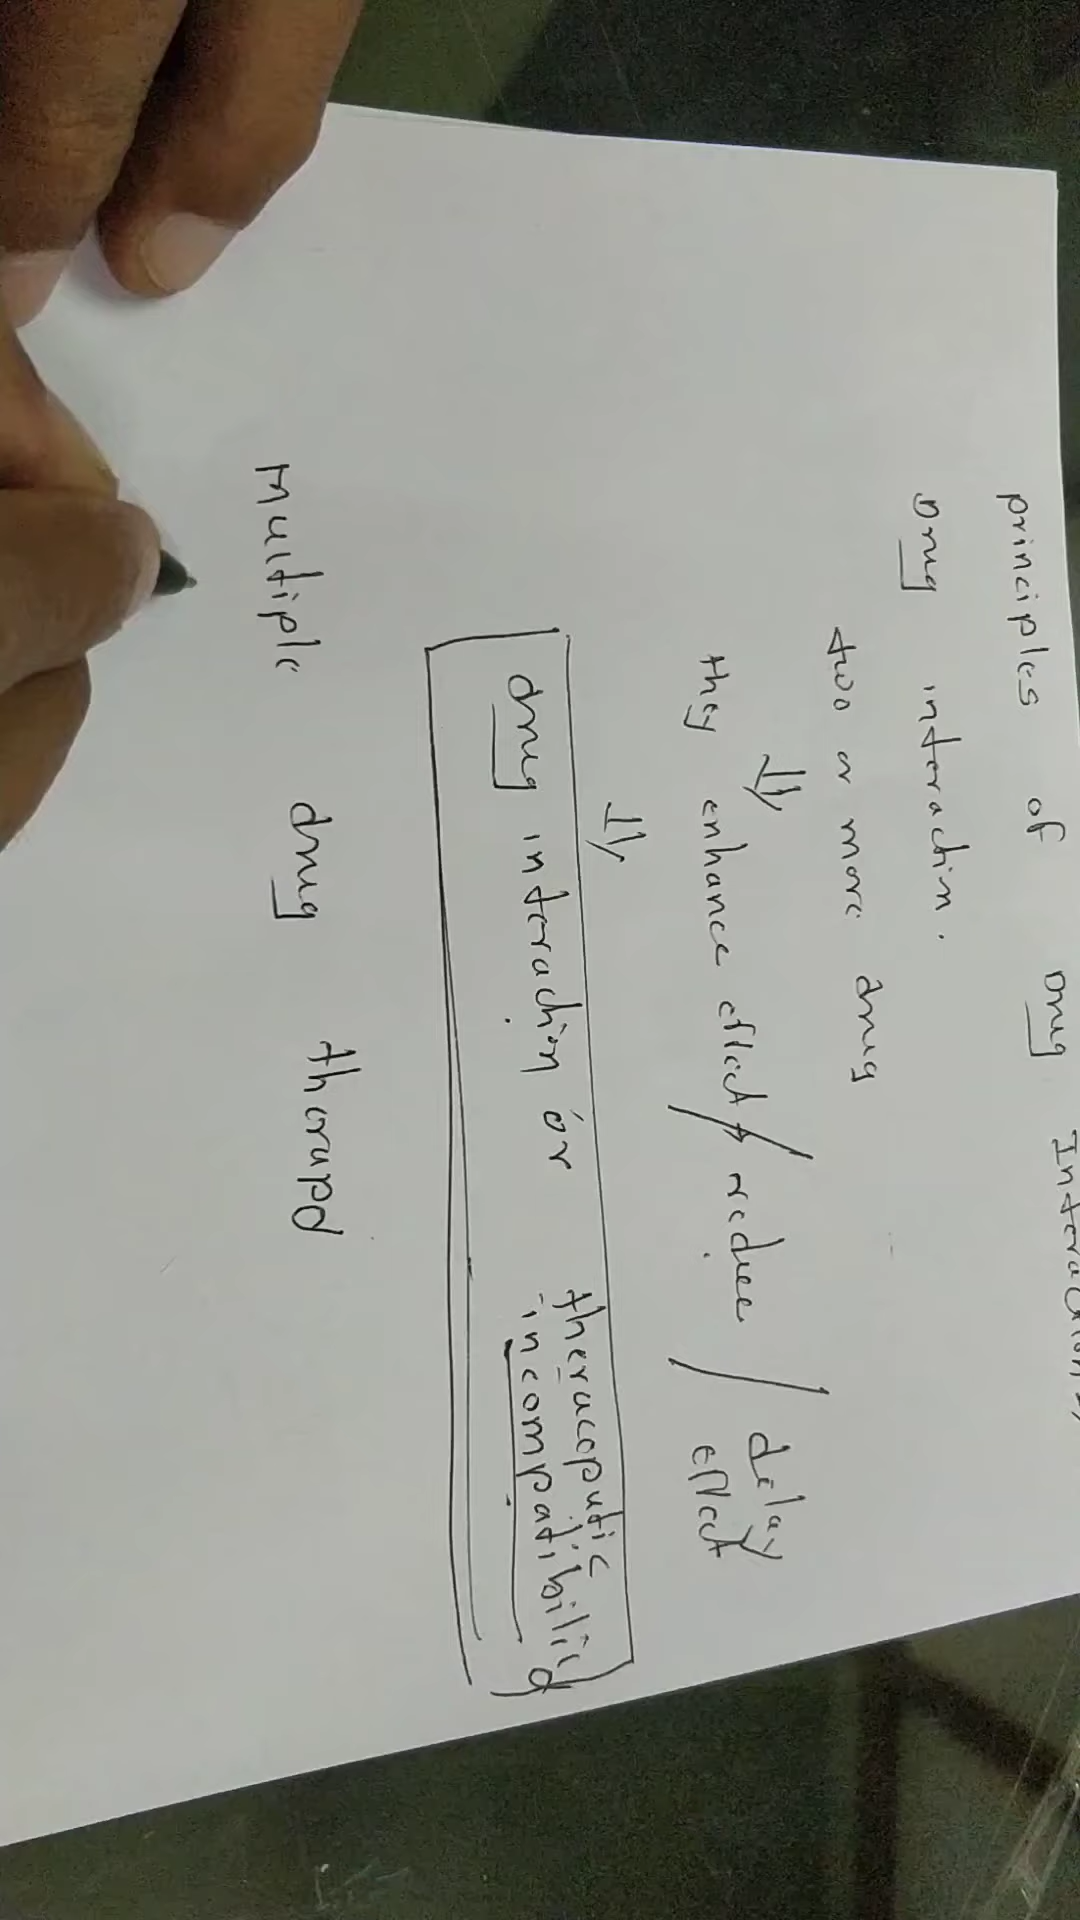 principles of Drug Interactions
Drug interaction.
two or more drug
they enhance effect / reduce / delay effect
drug interaction or therapeutic incompatibility
Multiple drug therapy